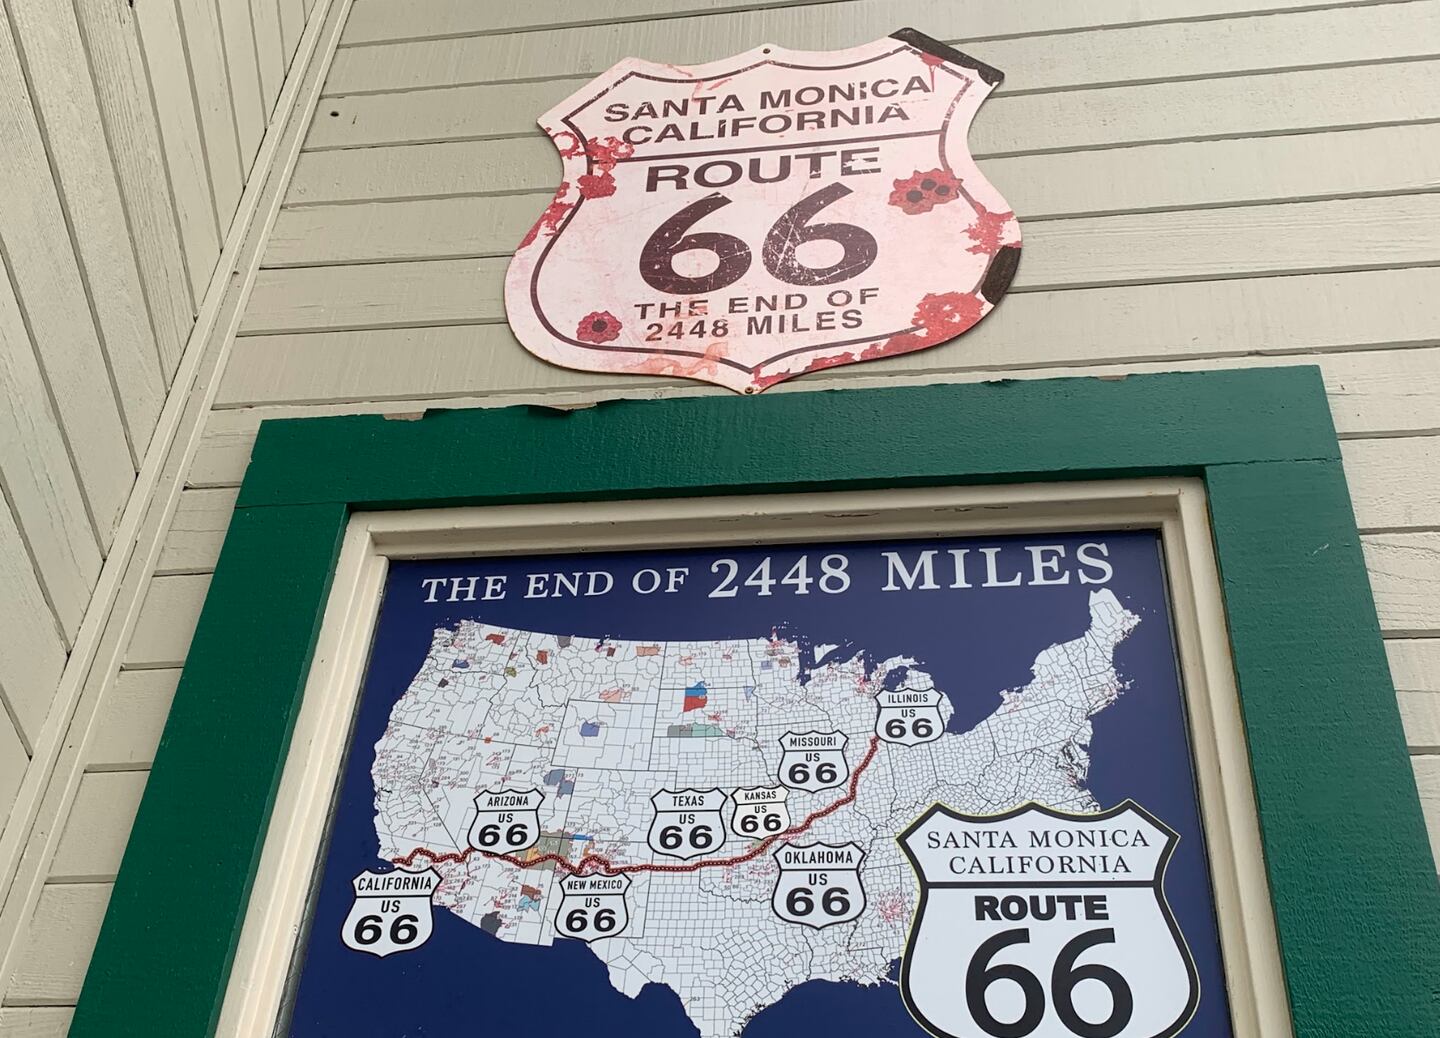 SANTA MONICA
CALIFORNIA
ROUTE
66
THE END OF
2448 MILES
THE END OF 2448 MILES
ILLINOIS
US
66
MISSOURI
US
66
ARIZONA
US
66
TEXAS
US
66
KANSAS
US
66
OKLAHOMA
US
66
CALIFORNIA
US
66
NEW MEXICO
US
66
SANTA MONICA
CALIFORNIA
ROUTE
66